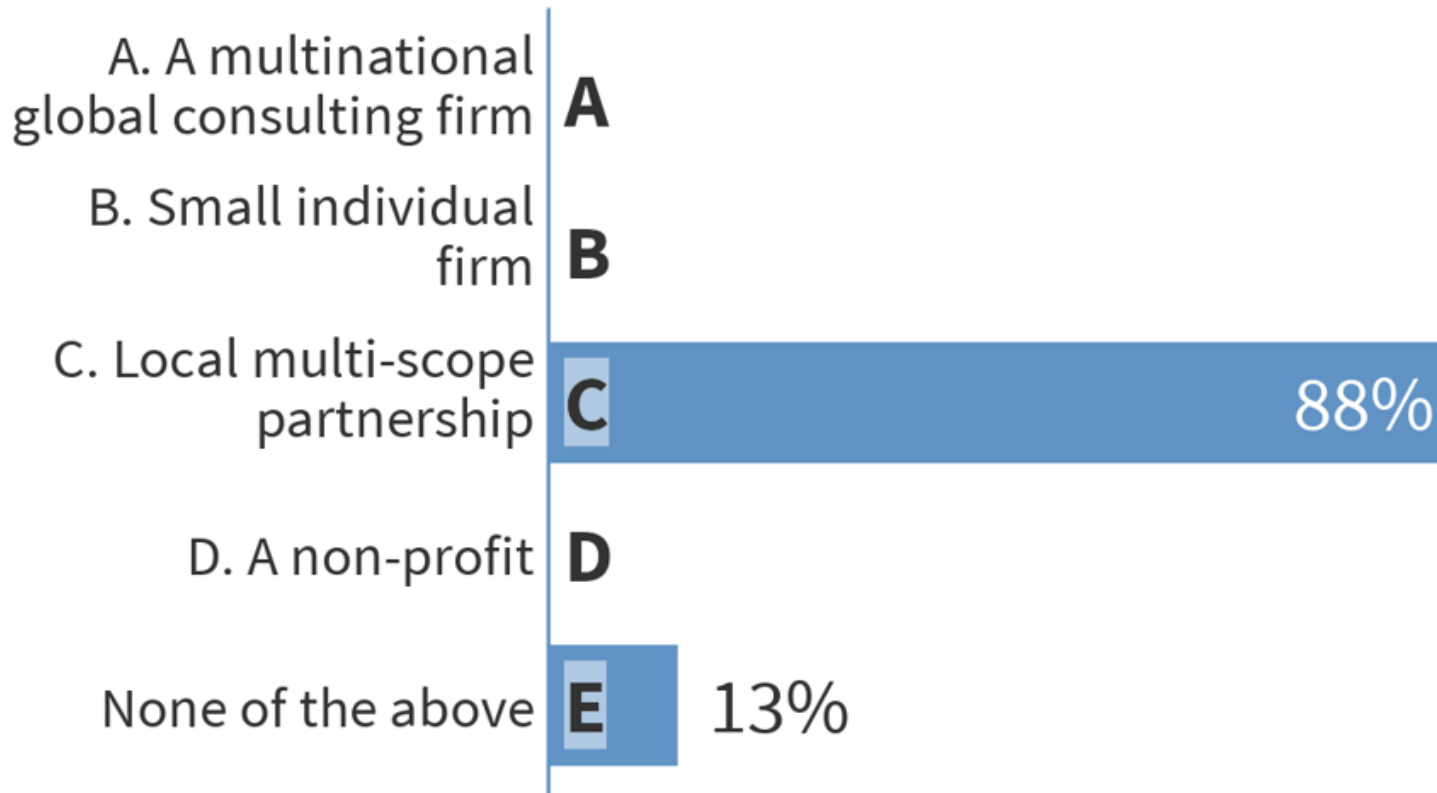 A. A multinational
global consulting firm
A
B. Small individual
firm
B
C. Local multi-scope
partnership
C
88%
D. A non-profit
D
None of the above
E
13%